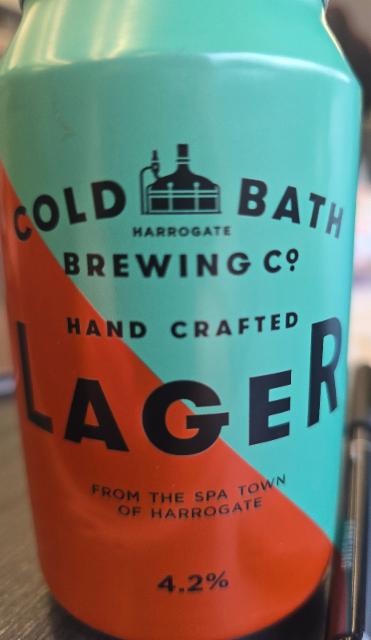 COLD BATH
HARROGATE
BREWING Cº
HAND CRAFTED
LAGER
FROM THE SPA TOWN
OF HARROGATE
4.2%